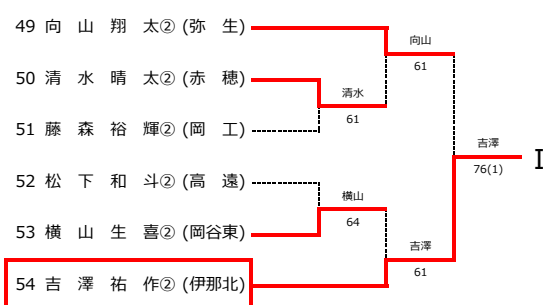 49 向 山 翔 太② (弥 生)
向山
61
50 清 水 晴 太② (赤 穂)
清水
61
51 藤 森 裕 輝② (岡 工)
吉澤
76(1)
I
52 松 下 和 斗② (高 遠)
横山
64
53 横 山 生 喜② (岡谷東)
吉澤
61
54 吉 澤 祐 作② (伊那北)